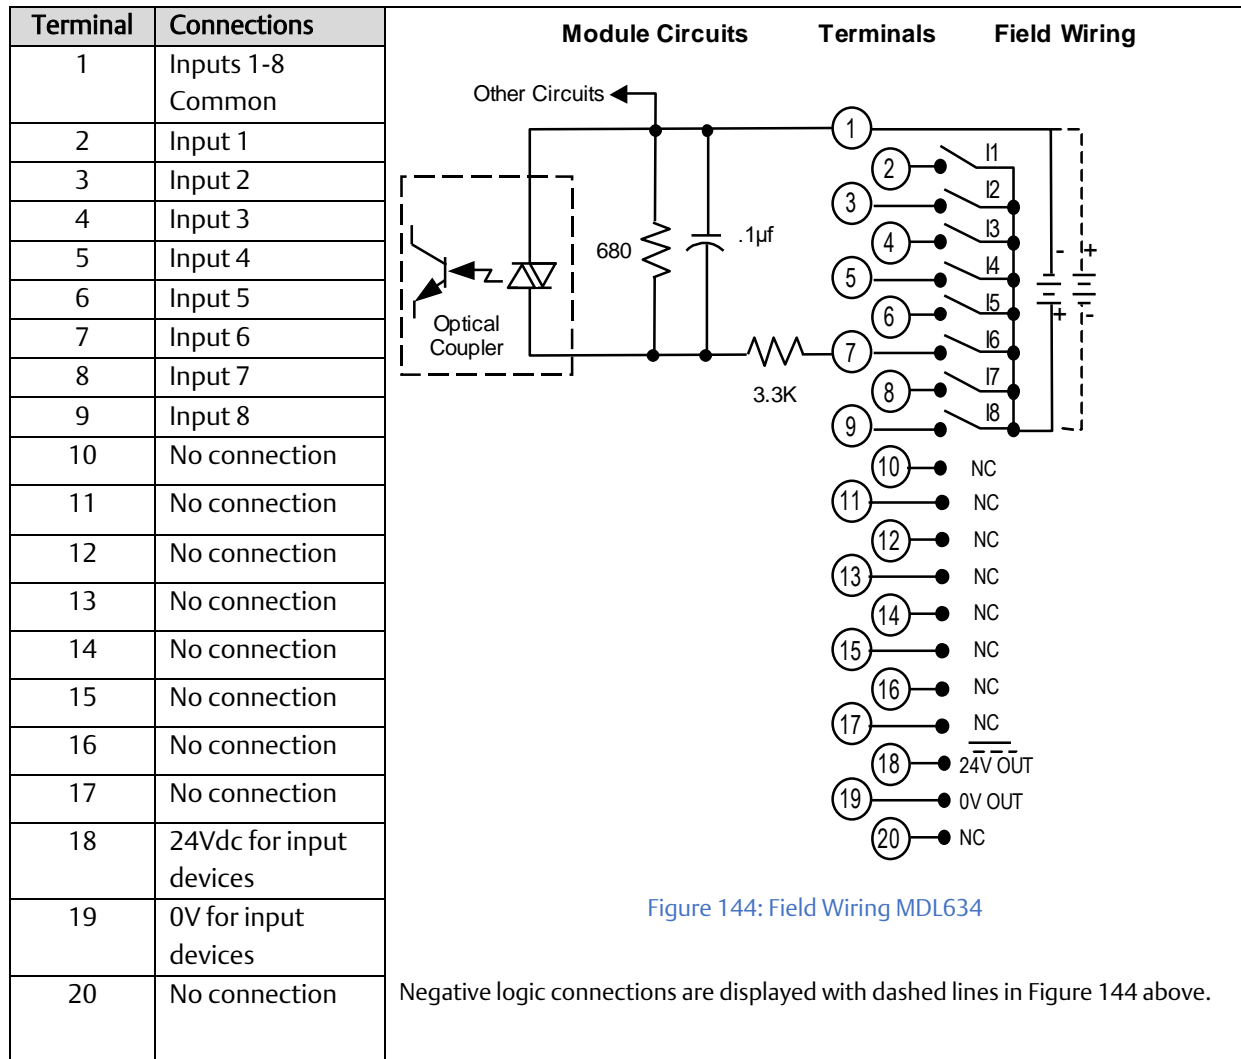 Terminal Connections
1 Inputs 1-8
Common
2 Input 1
3 Input 2
4 Input 3
5 Input 4
6 Input 5
7 Input 6
8 Input 7
9 Input 8
10 No connection
11 No connection
12 No connection
13 No connection
14 No connection
15 No connection
16 No connection
17 No connection
18 24Vdc for input
devices
19 0V for input
devices
20 No connection
Module Circuits Terminals Field Wiring
Other Circuits
1
2 I1
3 I2
4 I3
5 I4
6 I5
7 I6
8 I7
9 I8
680
.1µf
Optical
Coupler
3.3K
- +
+ -
10 NC
11 NC
12 NC
13 NC
14 NC
15 NC
16 NC
17 NC
18 24V OUT
19 0V OUT
20 NC
Figure 144: Field Wiring MDL634
Negative logic connections are displayed with dashed lines in Figure 144 above.